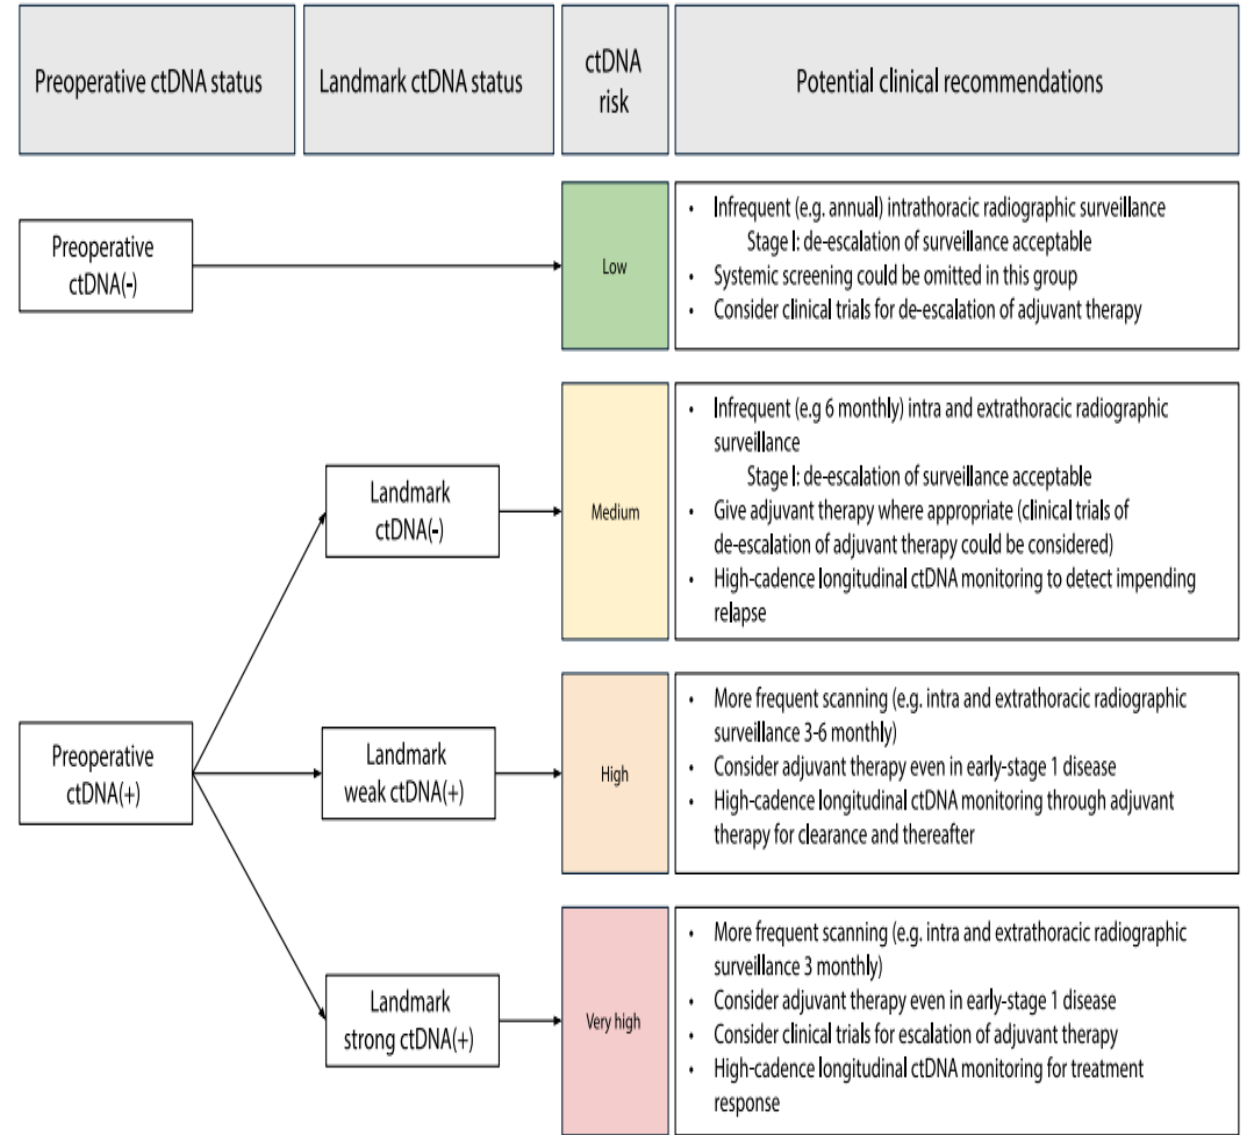 Preoperative ctDNA status
Landmark ctDNA status
ctDNA
risk
Potential clinical recommendations
Preoperative
ctDNA(-)
Low
• Infrequent (e.g. annual) intrathoracic radiographic surveillance
Stage I: de-escalation of surveillance acceptable
• Systemic screening could be omitted in this group
• Consider clinical trials for de-escalation of adjuvant therapy
Preoperative
ctDNA(+)
Landmark
ctDNA(-)
Medium
• Infrequent (e.g 6 monthly) intra and extrathoracic radiographic
surveillance
Stage I: de-escalation of surveillance acceptable
• Give adjuvant therapy where appropriate (clinical trials of
de-escalation of adjuvant therapy could be considered)
• High-cadence longitudinal ctDNA monitoring to detect impending
relapse
Landmark
weak ctDNA(+)
High
• More frequent scanning (e.g. intra and extrathoracic radiographic
surveillance 3-6 monthly)
• Consider adjuvant therapy even in early-stage 1 disease
• High-cadence longitudinal ctDNA monitoring through adjuvant
therapy for clearance and thereafter
Landmark
strong ctDNA(+)
Very high
• More frequent scanning (e.g. intra and extrathoracic radiographic
surveillance 3 monthly)
• Consider adjuvant therapy even in early-stage 1 disease
• Consider clinical trials for escalation of adjuvant therapy
• High-cadence longitudinal ctDNA monitoring for treatment
response